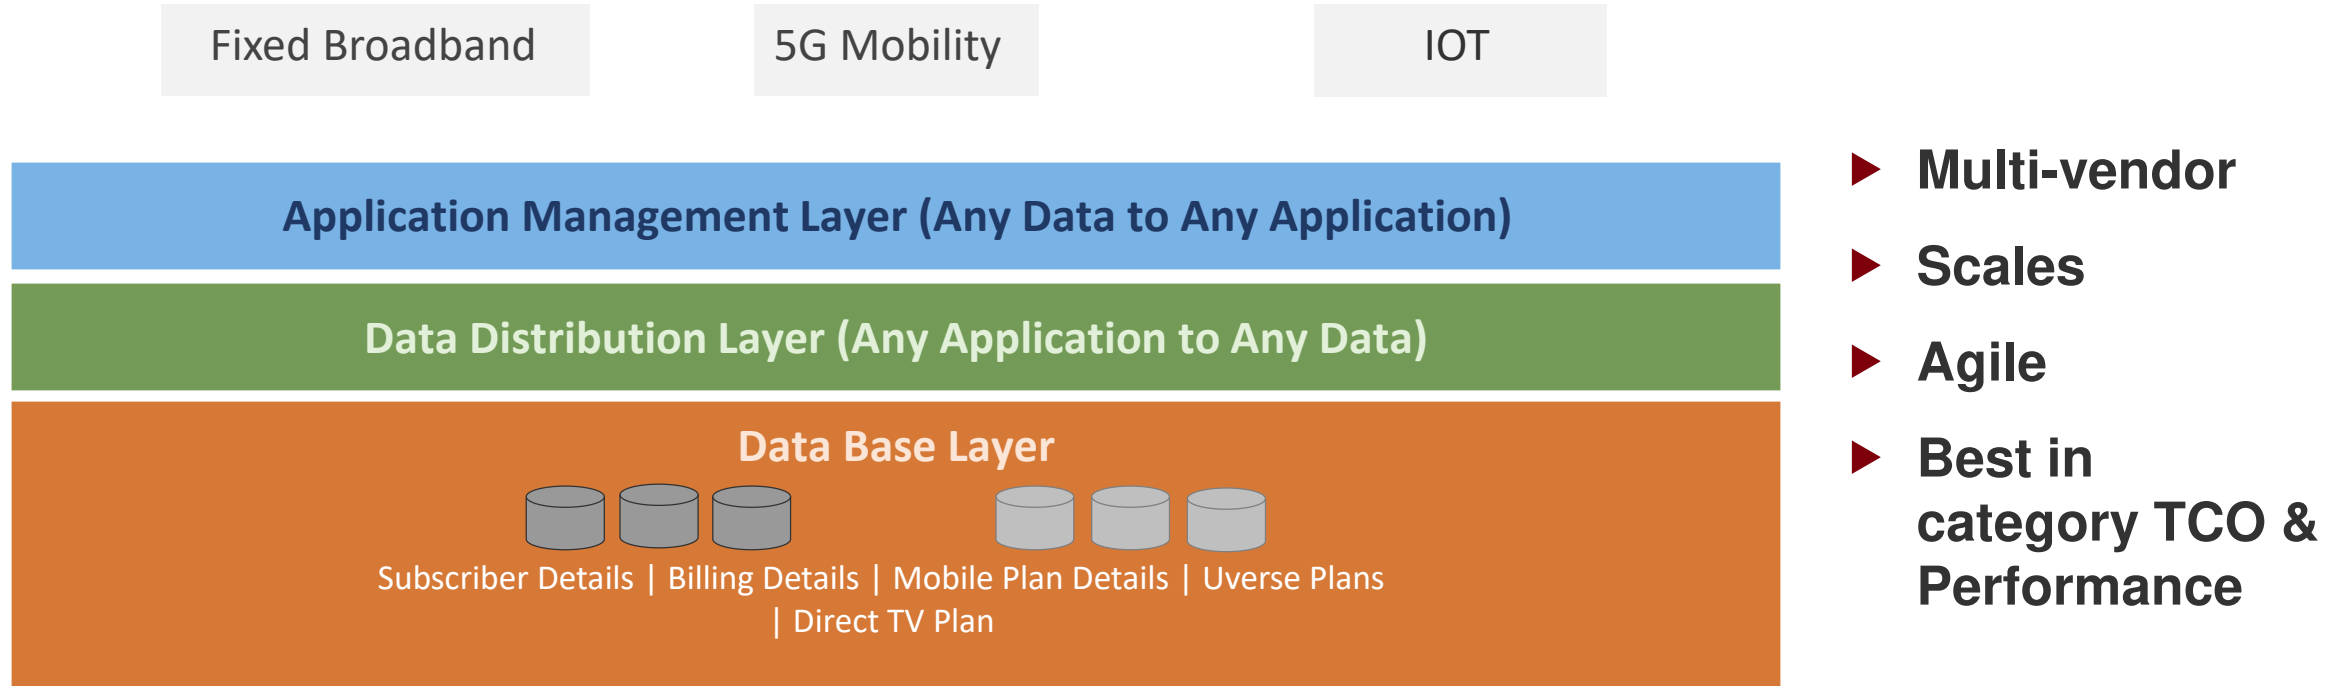 Fixed Broadband
5G Mobility
IOT
Application Management Layer (Any Data to Any Application)
Data Distribution Layer (Any Application to Any Data)
Data Base Layer
Subscriber Details | Billing Details | Mobile Plan Details | Uverse Plans
| Direct TV Plan
Multi-vendor
Scales
Agile
Best in
category TCO &
Performance